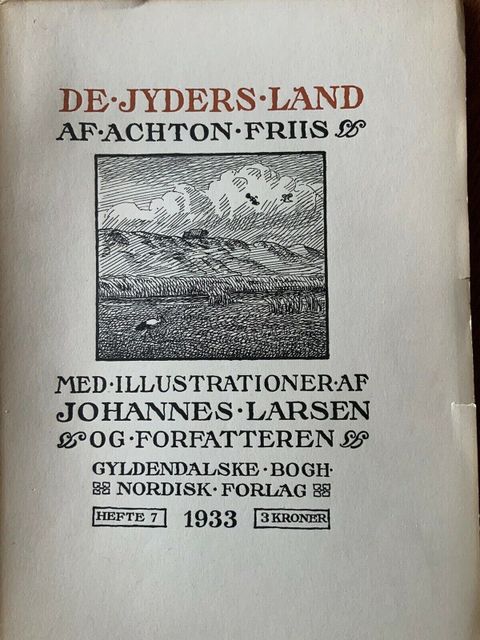 DE·JYDERS·LAND
AF·ACHTON·FRIIS
MED·ILLUSTRATIONER·AF
JOHANNES·LARSEN
OG·FORFATTEREN
GYLDENDALSKE·BOGH·
NORDISK·FORLAG
HEFTE 7 1933 3 KRONER